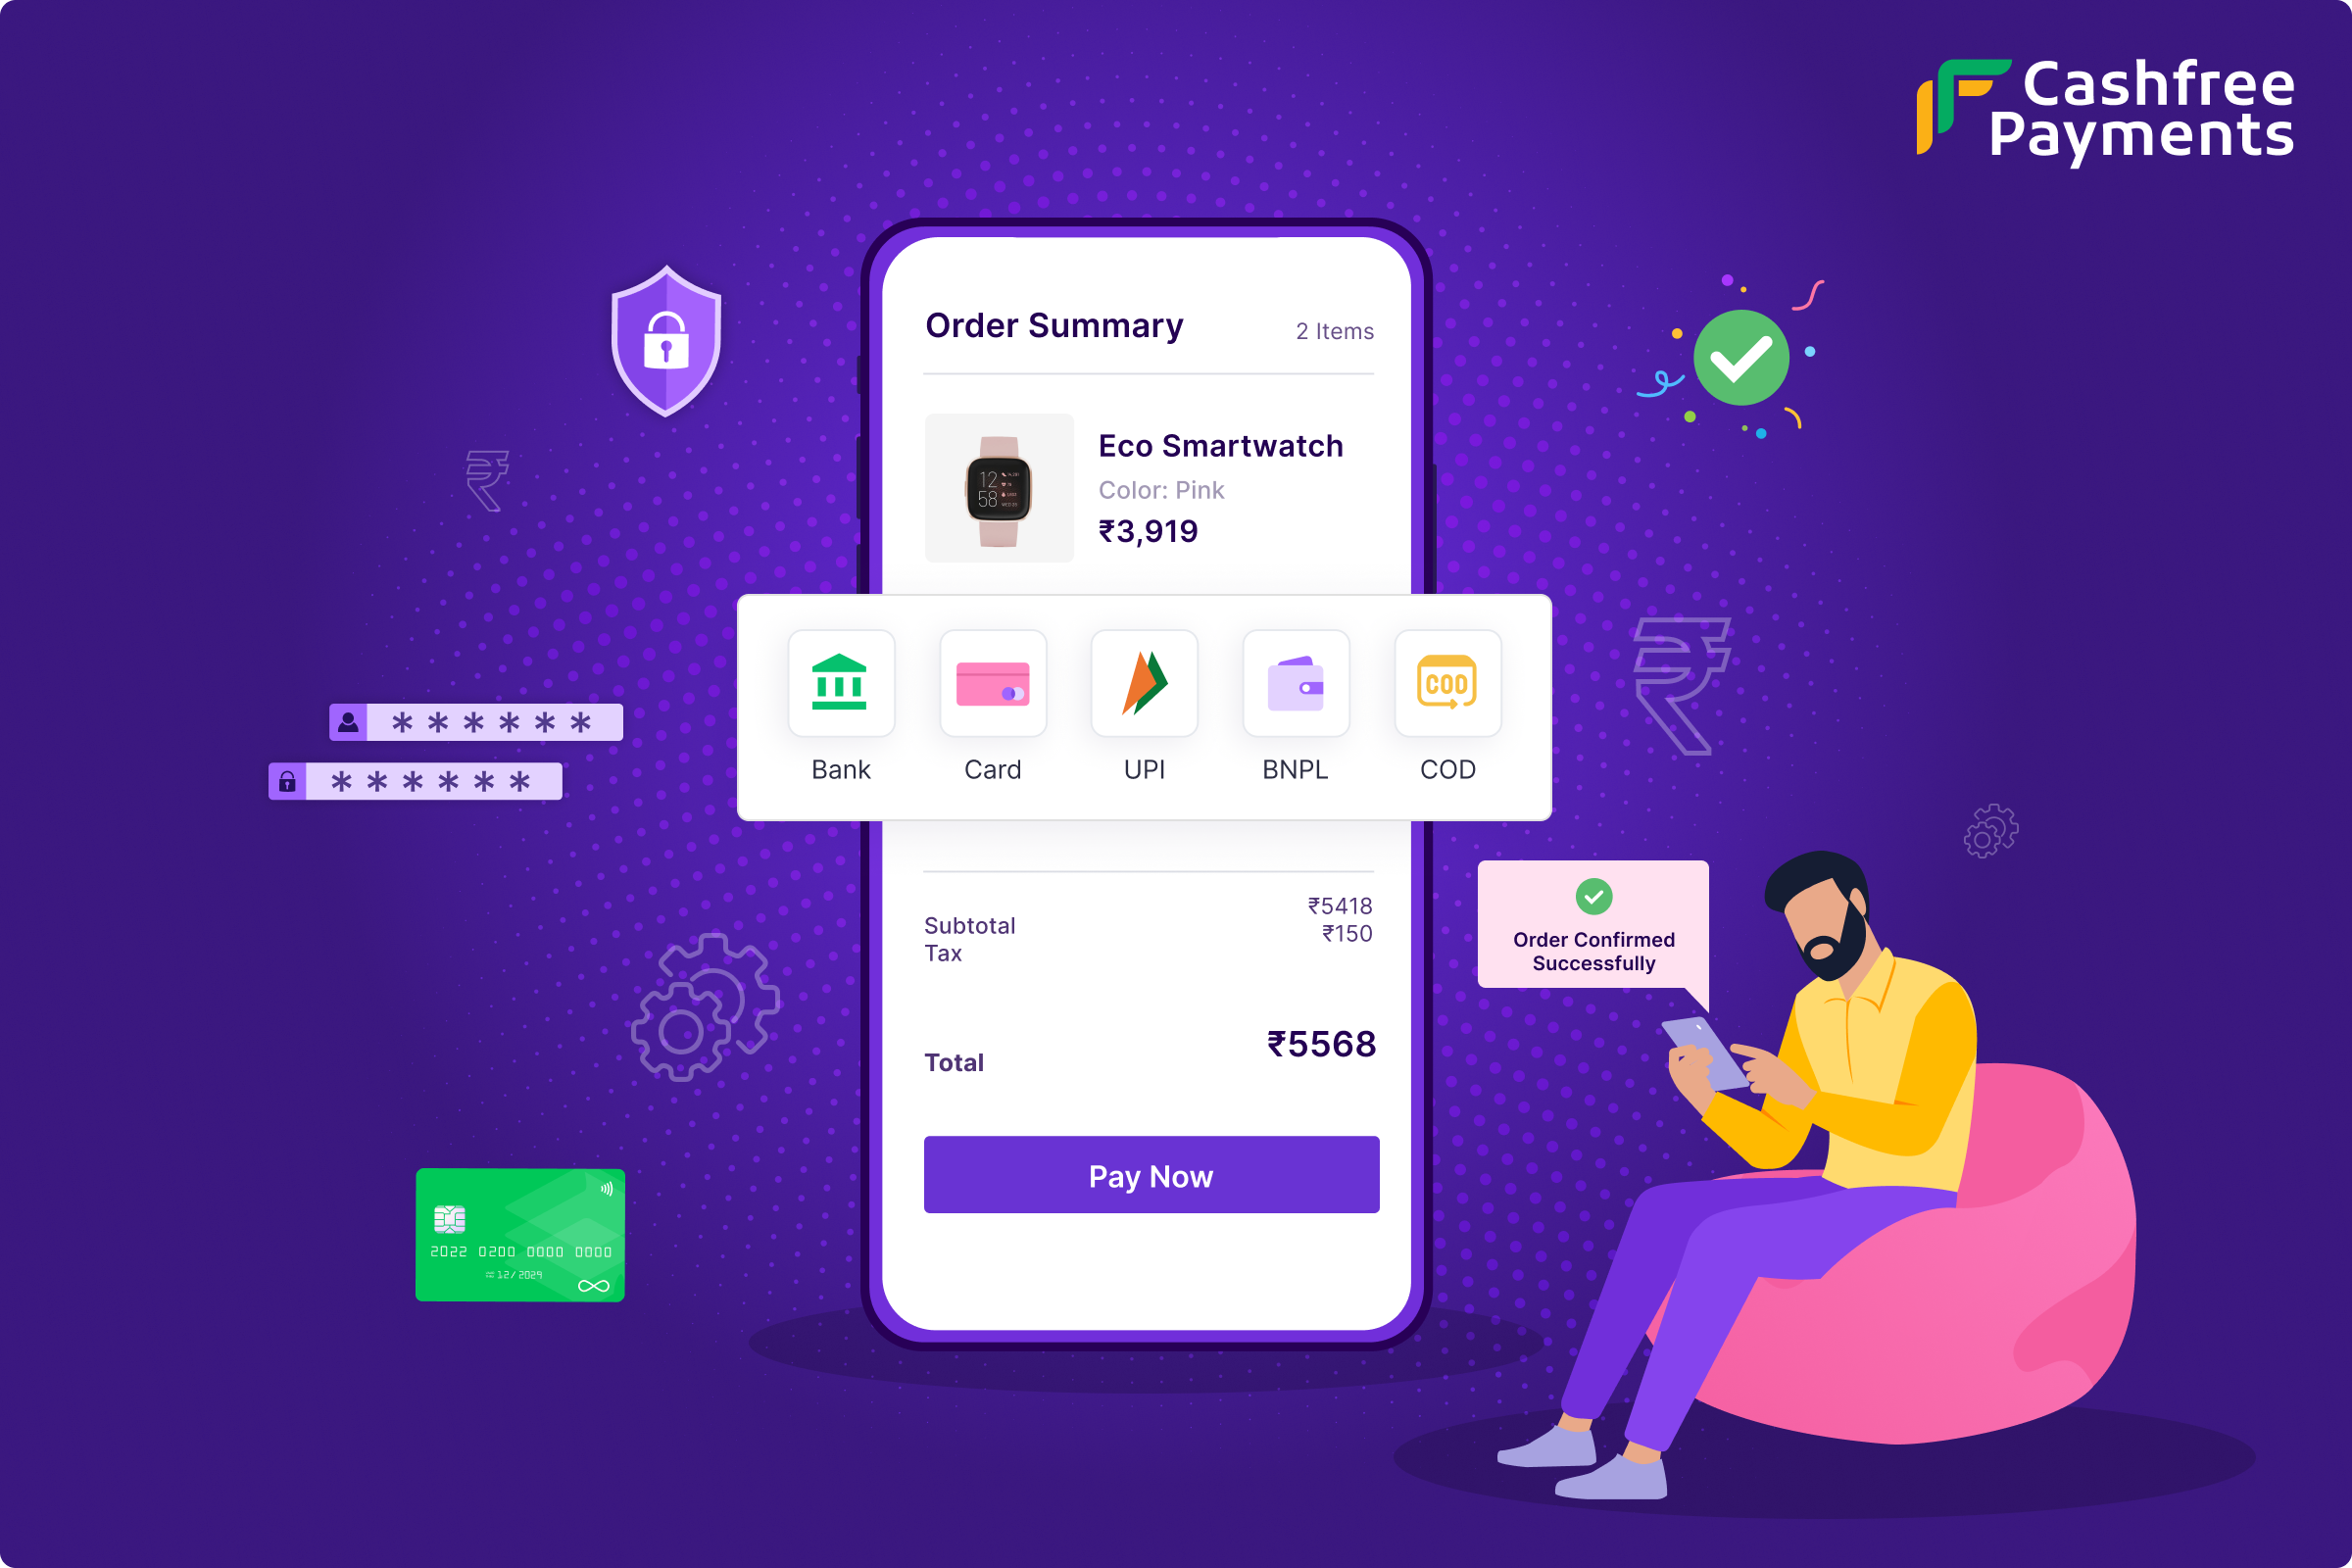 Cashfree
Payments
Order Summary
2 Items
Eco Smartwatch
Color: Pink
₹3,919
12
58
Bank
Card
UPI
BNPL
COD
COD
******
******
Subtotal
₹5418
Tax
₹150
Total
₹5568
Pay Now
Order Confirmed
Successfully
2022 0200 0000 0000
12/2029